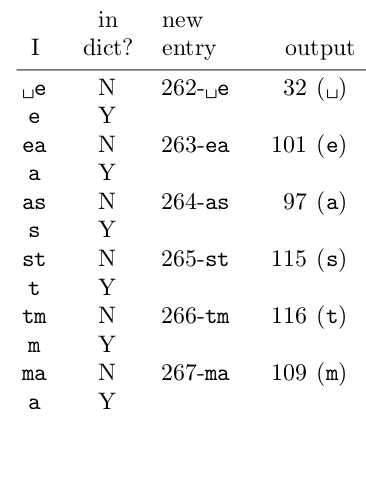 in new
I dict? entry output
␣e N 262-␣e 32 (␣)
e Y
ea N 263-ea 101 (e)
a Y
as N 264-as 97 (a)
s Y
st N 265-st 115 (s)
t Y
tm N 266-tm 116 (t)
m Y
ma N 267-ma 109 (m)
a Y